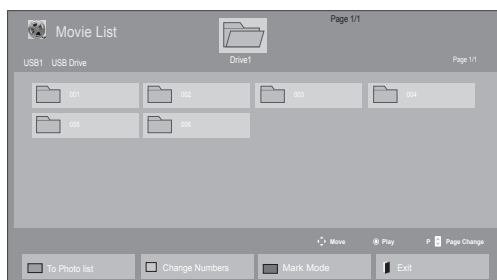 Page 1/1
Movie List
Drive1
USB1 USB Drive
Page 1/1
001
002
003
004
005
006
Move
Play
P Page Change
To Photo list
Change Numbers
Mark Mode
Exit